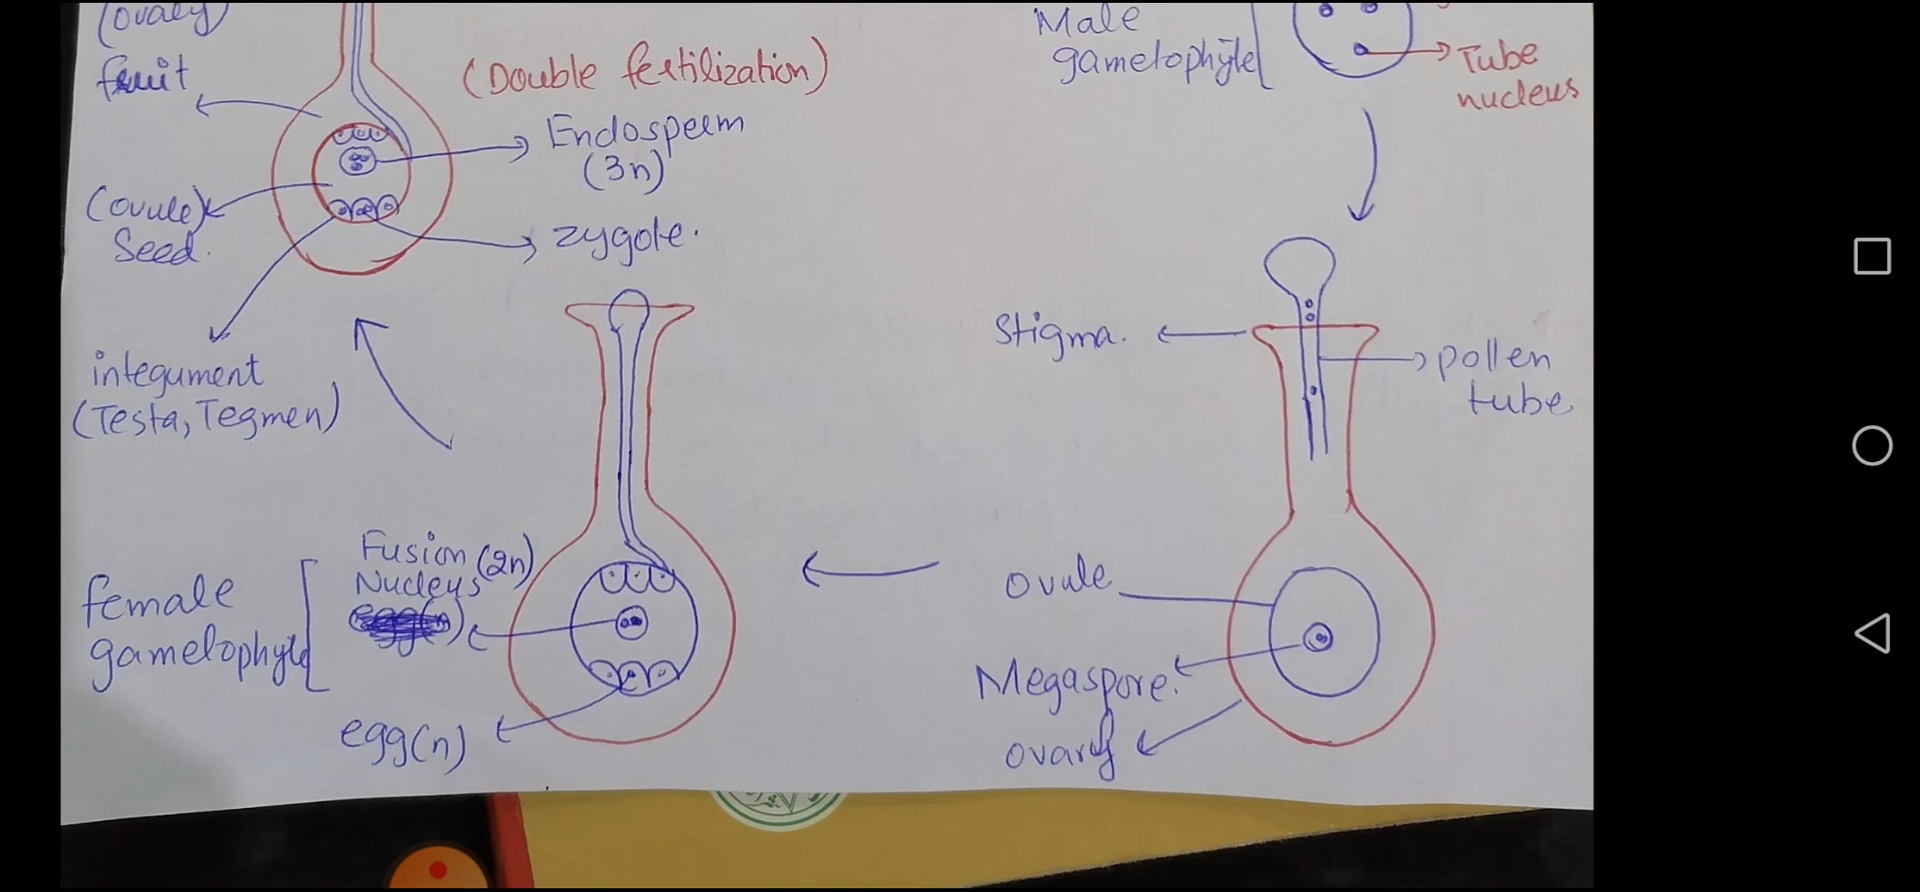 (ovary)
fruit
(Double fertilization)
Endosperm
(3n)
(ovule)
Seed.
zygote.
integument
(Testa, Tegmen)
Male
gametophyte
Tube
nucleus
Stigma.
pollen
tube
Fusion (2n)
Nucleus
female
gametophyte
egg(n)
ovule
Megaspore.
ovary